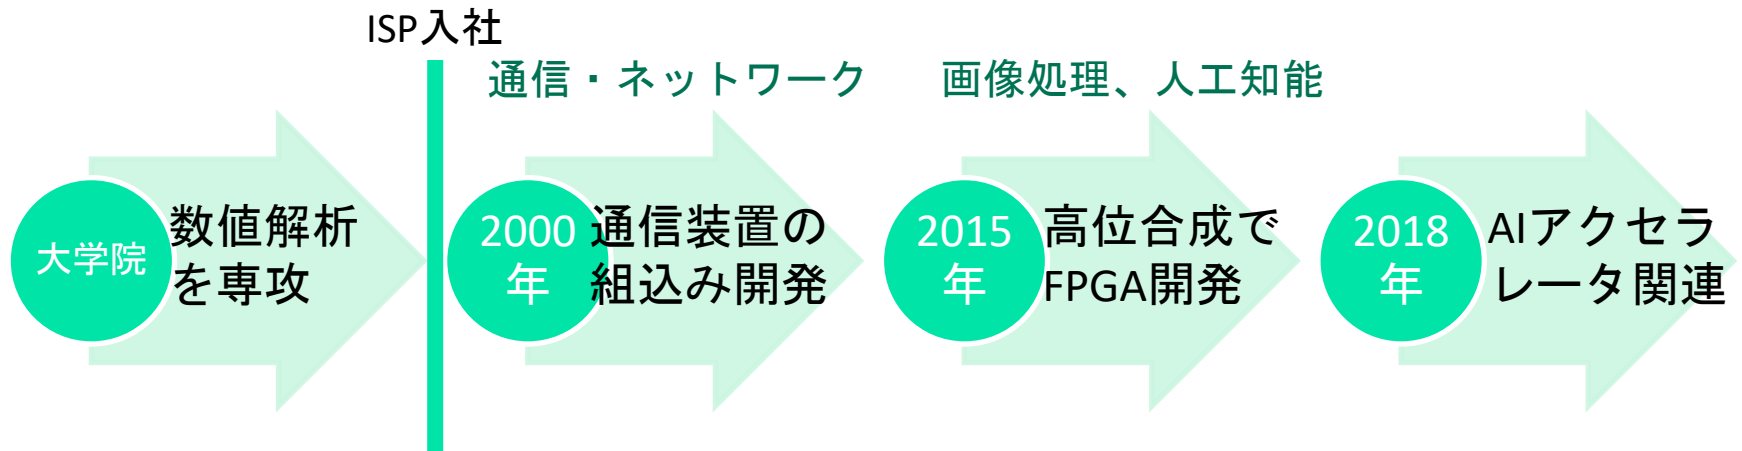 ISP入社
通信・ネットワーク
画像処理、人工知能
大学院
数値解析
を専攻
2000
年
通信装置の
組込み開発
2015
年
高位合成で
FPGA開発
2018
年
AIアクセラ
レータ関連